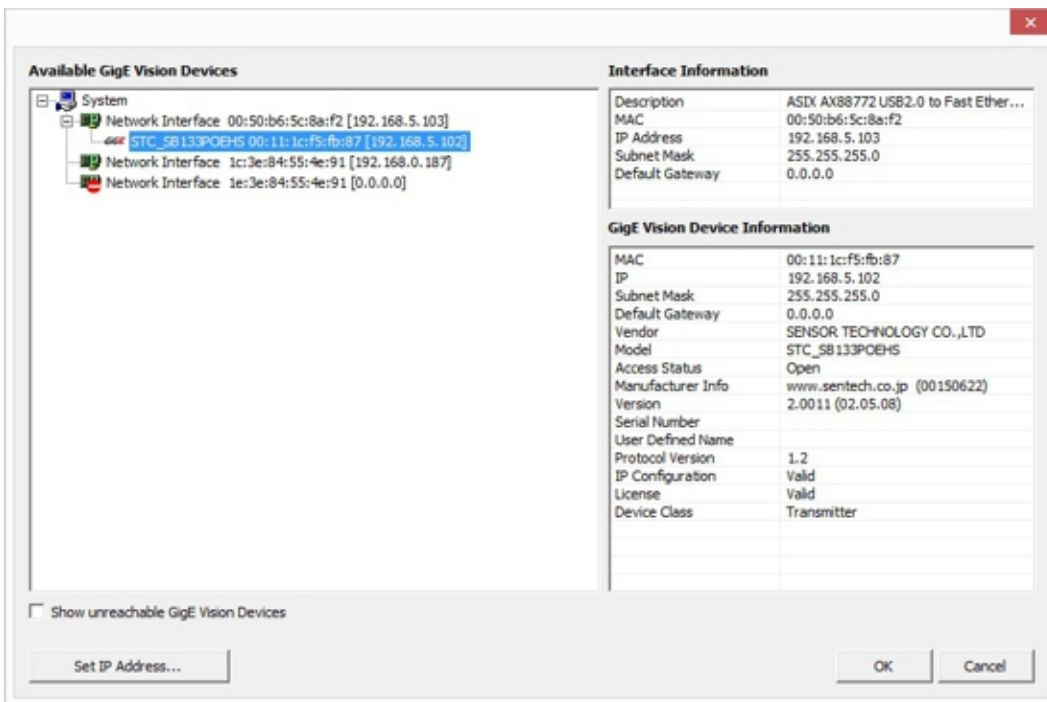 Available GigE Vision Devices
System
Network Interface 00:50:b6:5c:8a:f2 [192.168.5.103]
STC_SB133POEHS 00:11:1c:f5:fb:87 [192.168.5.102]
Network Interface 1c:3e:84:55:4e:91 [192.168.0.187]
Network Interface 1e:3e:84:55:4e:91 [0.0.0.0]
Show unreachable GigE Vision Devices
Set IP Address...
Interface Information
Description ASIX AX88772 USB2.0 to Fast Ether...
MAC 00:50:b6:5c:8a:f2
IP Address 192.168.5.103
Subnet Mask 255.255.255.0
Default Gateway 0.0.0.0
GigE Vision Device Information
MAC 00:11:1c:f5:fb:87
IP 192.168.5.102
Subnet Mask 255.255.255.0
Default Gateway 0.0.0.0
Vendor SENSOR TECHNOLOGY CO.,LTD
Model STC_SB133POEHS
Access Status Open
Manufacturer Info www.sentech.co.jp (00150622)
Version 2.0011 (02.05.08)
Serial Number
User Defined Name
Protocol Version 1.2
IP Configuration Valid
License Valid
Device Class Transmitter
OK Cancel